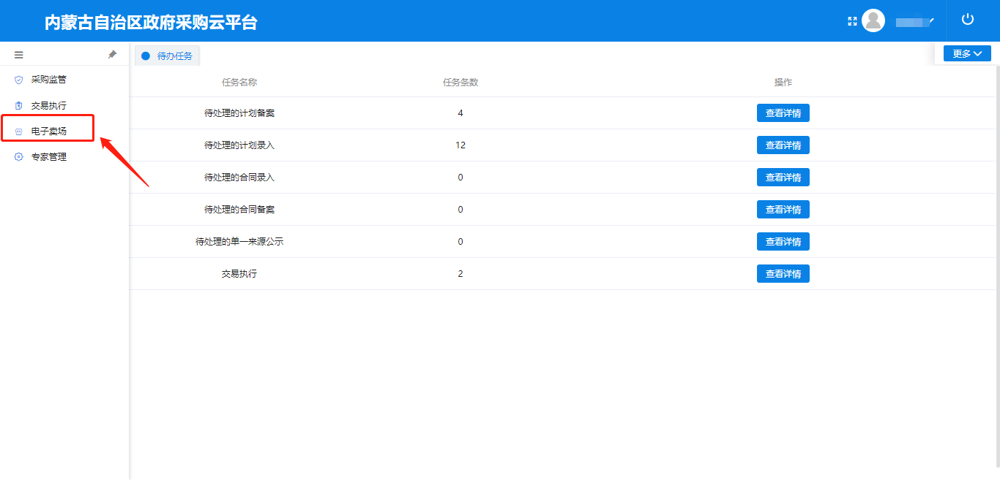 内蒙古自治区政府采购云平台
采购监管
交易执行
电子卖场
专家管理
待办任务
更多
任务名称 任务条数 操作
待处理的计划备案 4 查看详情
待处理的计划录入 12 查看详情
待处理的合同录入 0 查看详情
待处理的合同备案 0 查看详情
待处理的单一来源公示 0 查看详情
交易执行 2 查看详情